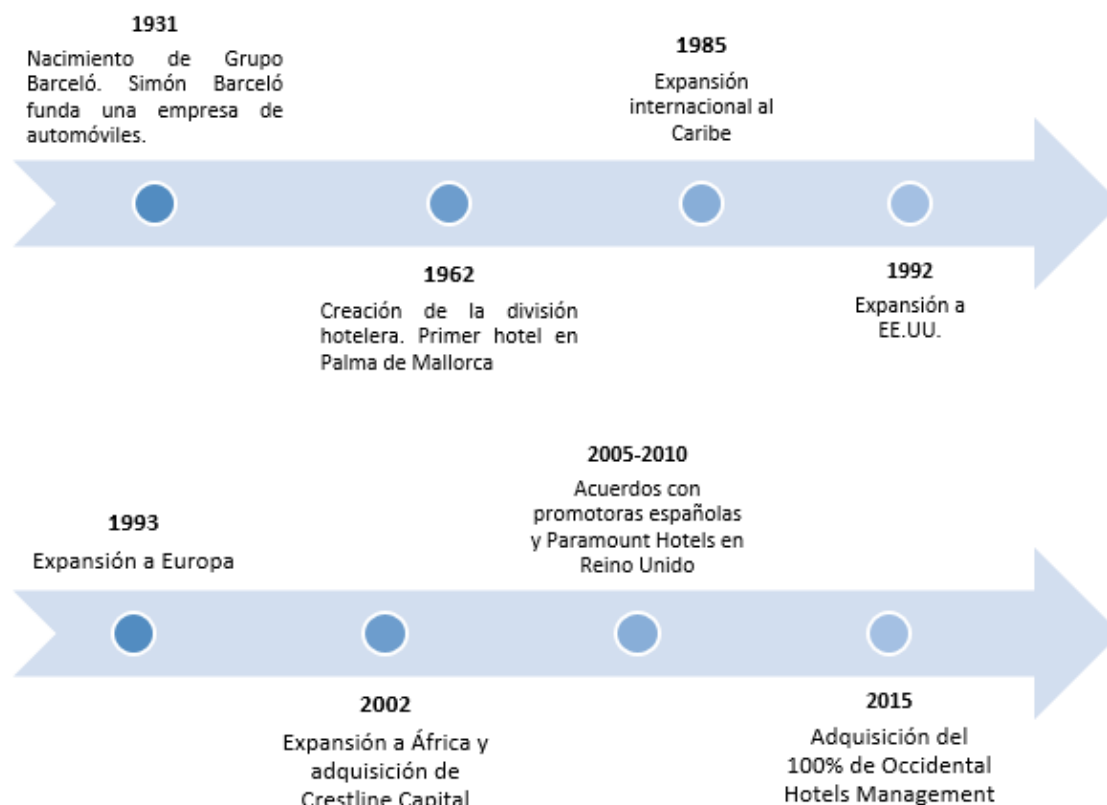 1931
Nacimiento de Grupo
Barceló. Simón Barceló
funda una empresa de
automóviles.
1985
Expansión
internacional al
Caribe
1962
Creación de la división
hotelera. Primer hotel en
Palma de Mallorca
1992
Expansión a
EE.UU.
1993
Expansión a Europa
2005-2010
Acuerdos con
promotoras españolas
y Paramount Hotels en
Reino Unido
2002
Expansión a África y
adquisición de
Crestline Capital
2015
Adquisición del
100% de Occidental
Hotels Management